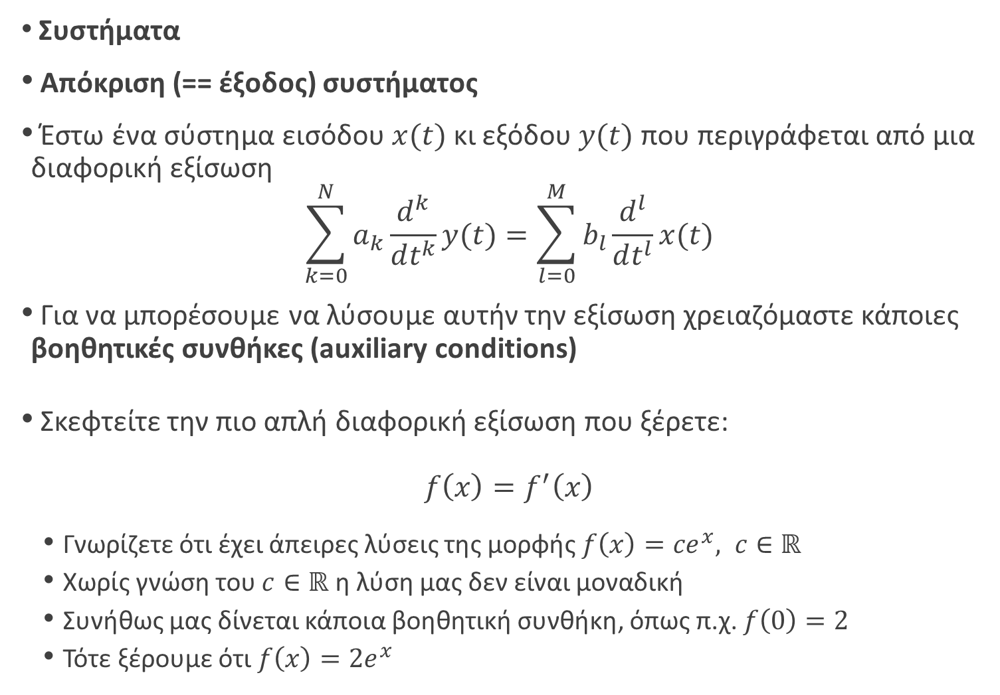 • Συστήματα
• Απόκριση (== έξοδος) συστήματος
• Έστω ένα σύστημα εισόδου x(t) κι εξόδου y(t) που περιγράφεται από μια
διαφορική εξίσωση
\sum_{k=0}^{N} a_k \frac{d^k}{dt^k} y(t) = \sum_{l=0}^{M} b_l \frac{d^l}{dt^l} x(t)
• Για να μπορέσουμε να λύσουμε αυτήν την εξίσωση χρειαζόμαστε κάποιες
βοηθητικές συνθήκες (auxiliary conditions)
• Σκεφτείτε την πιο απλή διαφορική εξίσωση που ξέρετε:
f(x) = f′(x)
• Γνωρίζετε ότι έχει άπειρες λύσεις της μορφής f(x) = ce^x, c ∈ ℝ
• Χωρίς γνώση του c ∈ ℝ η λύση μας δεν είναι μοναδική
• Συνήθως μας δίνεται κάποια βοηθητική συνθήκη, όπως π.χ. f(0) = 2
• Τότε ξέρουμε ότι f(x) = 2e^x